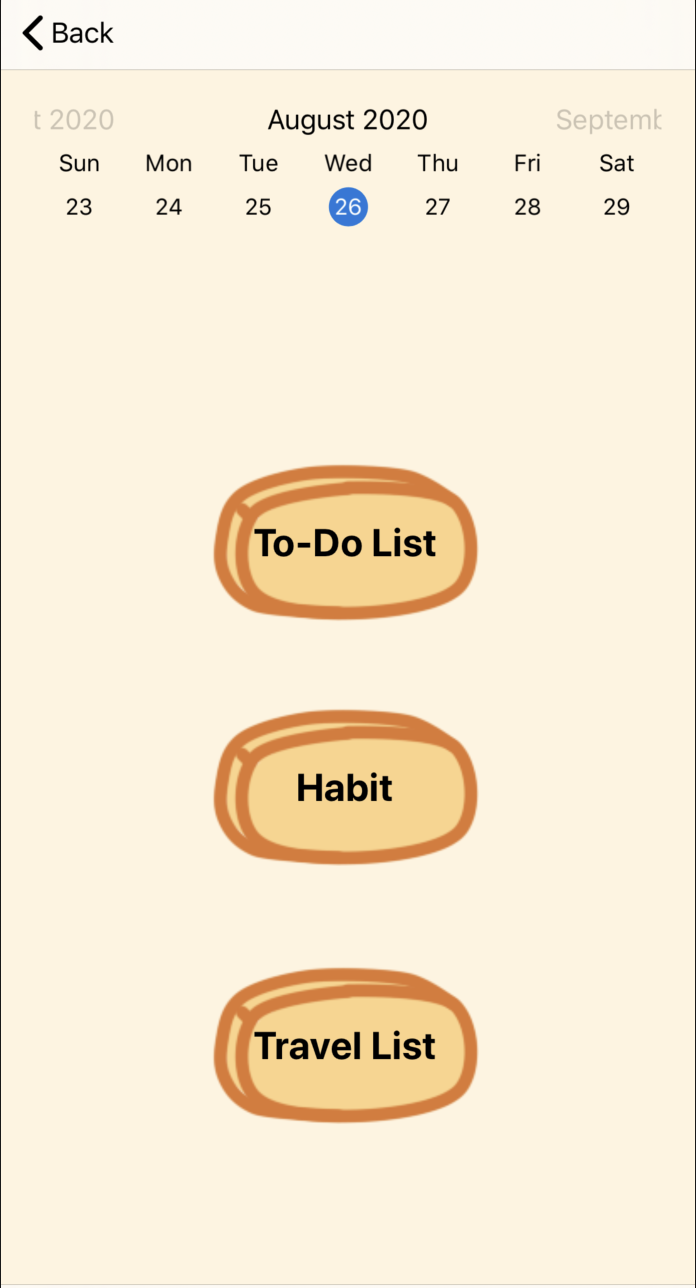 Back
t 2020 August 2020 Septemb
Sun Mon Tue Wed Thu Fri Sat
23 24 25 26 27 28 29
To-Do List
Habit
Travel List